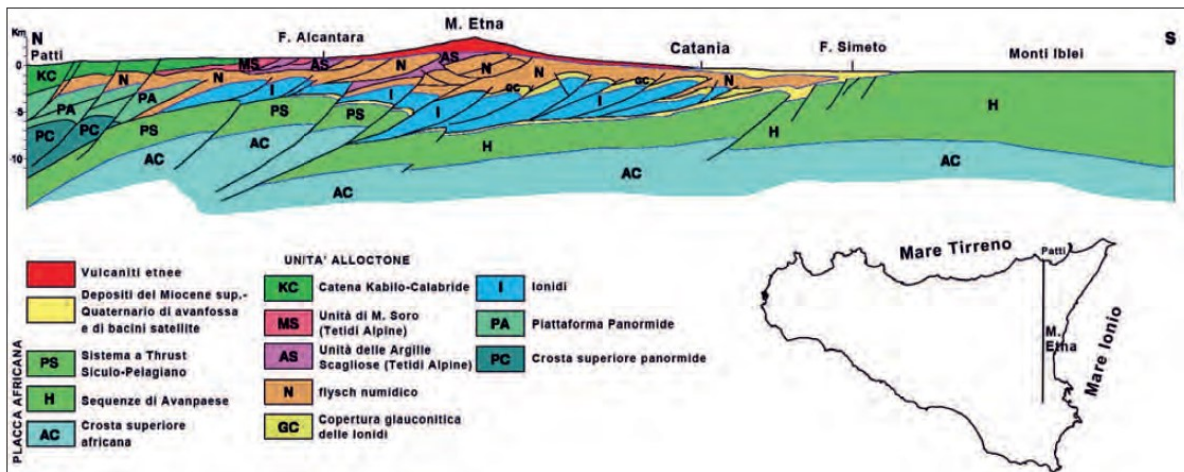 N
S
Km
Patti
F. Alcantara
M. Etna
Catania
F. Simeto
Monti Iblei
0
-5
-10
KC
N
N
MS
AS
N
AS
N
N
N
GC
GC
N
PA
PA
PC
PC
PS
PS
PS
I
I
I
I
H
H
H
AC
AC
AC
AC
AC
Vulcaniti etnee
Depositi del Miocene sup.-
Quaternario di avanfossa
e di bacini satellite
PLACCA AFRICANA
PS
Sistema a Thrust
Siculo-Pelagiano
H
Sequenze di Avanpaese
AC
Crosta superiore
africana
UNITA' ALLOCTONE
KC
Catena Kabilo-Calabride
MS
Unità di M. Soro
(Tetidi Alpine)
AS
Unità delle Argille
Scagliose (Tetidi Alpine)
N
flysch numidico
GC
Copertura glauconitica
delle Ionidi
I
Ionidi
PA
Piattaforma Panormide
PC
Crosta superiore panormide
Mare Tirreno
Patti
M.
Etna
Mare Ionio